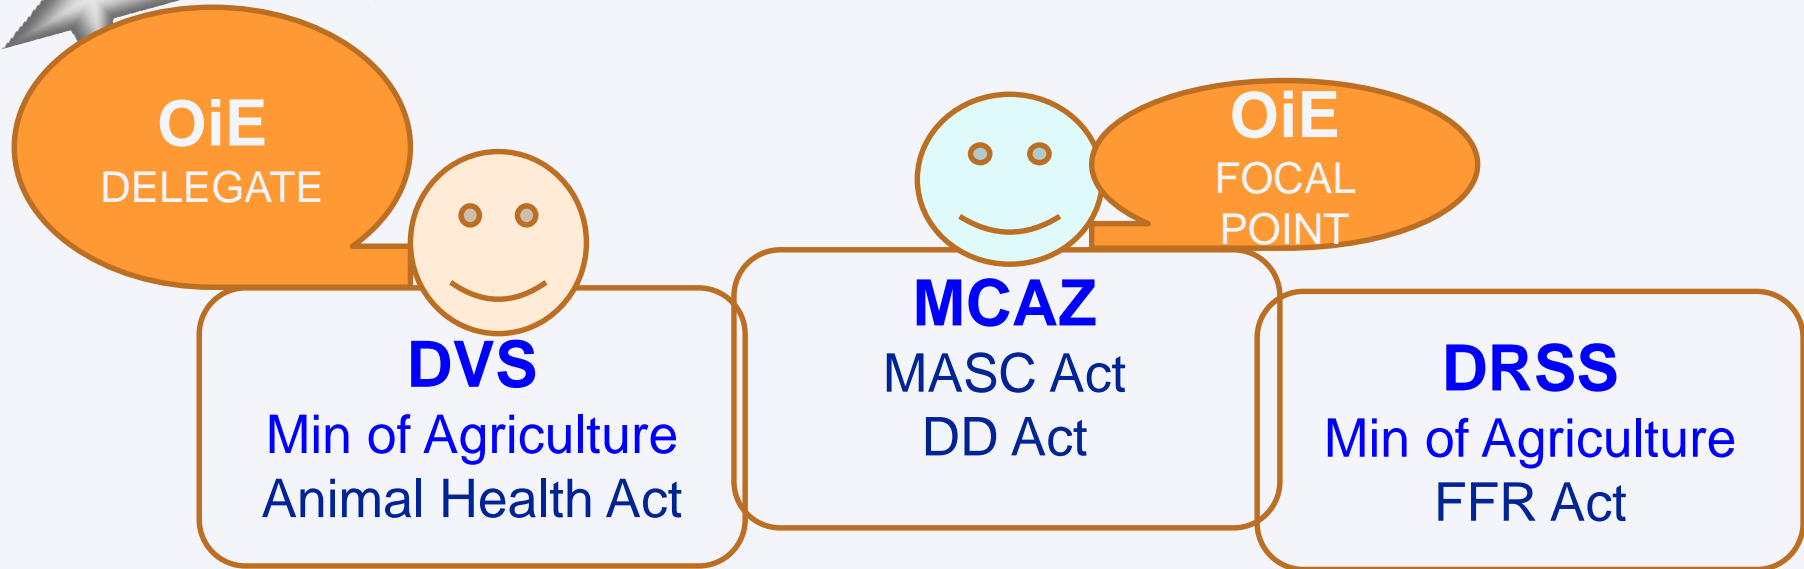 OiE
DELEGATE
OiE
FOCAL
POINT
DVS
Min of Agriculture
Animal Health Act
MCAZ
MASC Act
DD Act
DRSS
Min of Agriculture
FFR Act